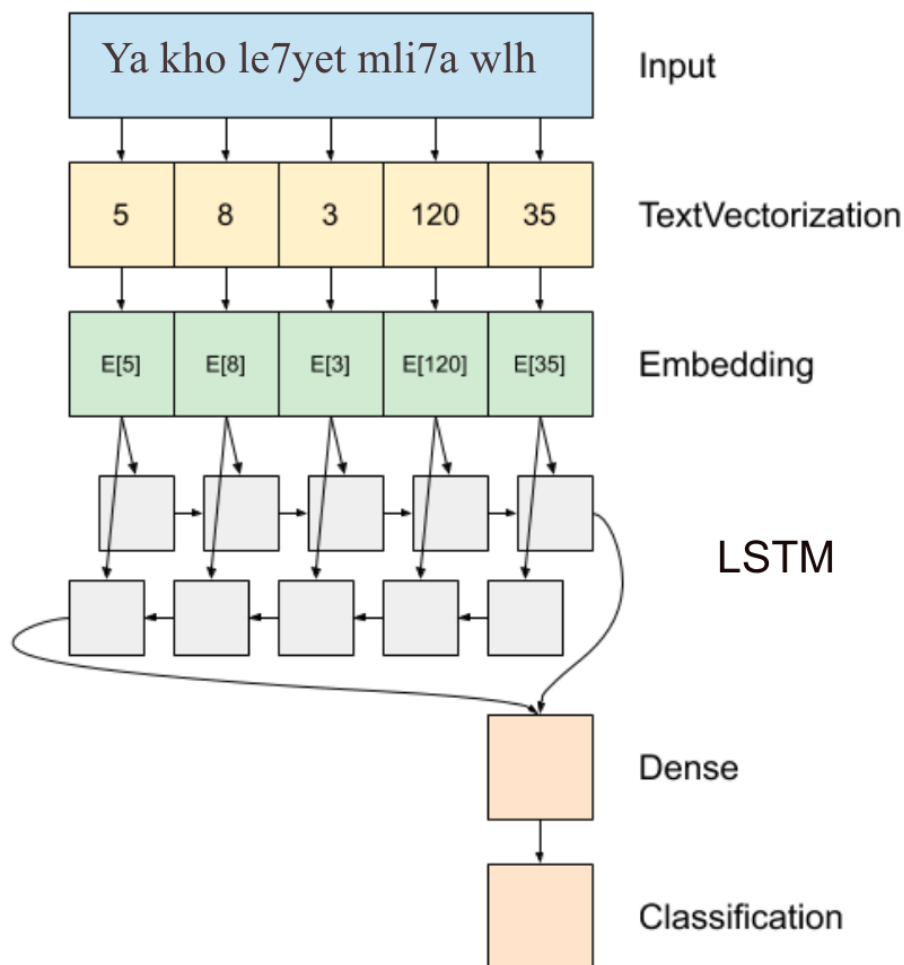 Ya kho le7yet mli7a wlh
Input
5 8 3 120 35
TextVectorization
E[5] E[8] E[3] E[120] E[35]
Embedding
LSTM
Dense
Classification